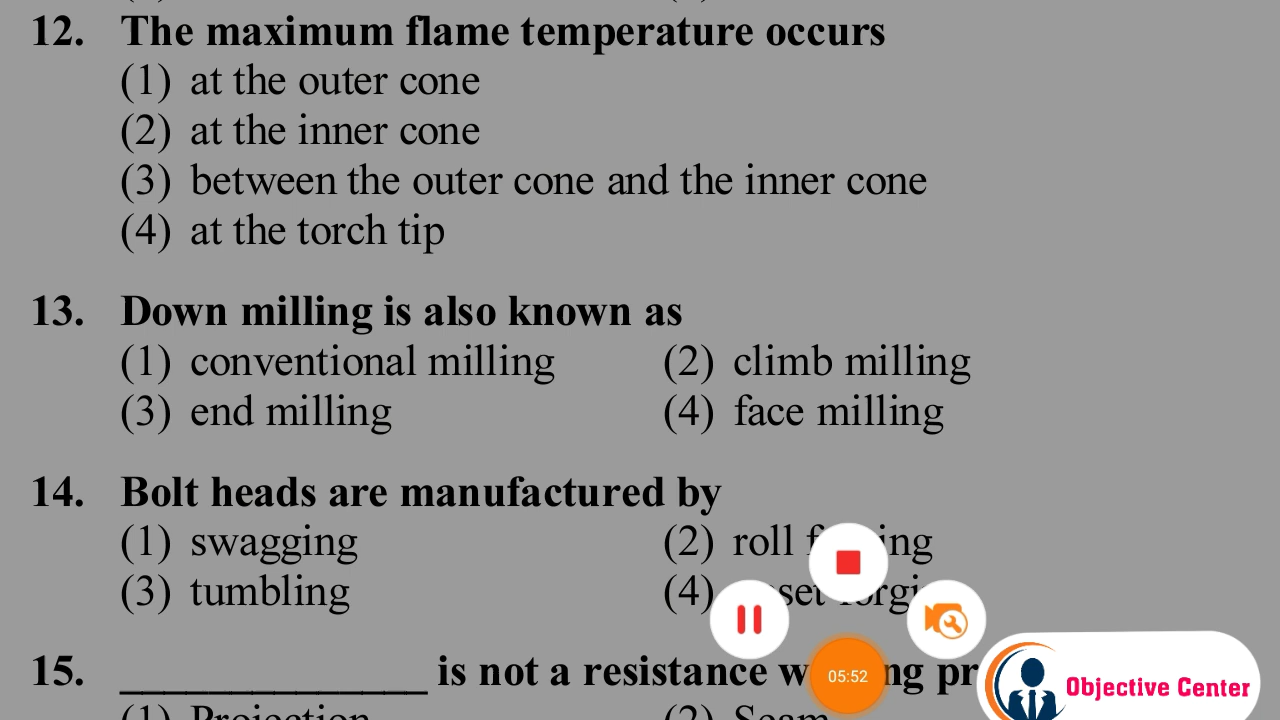 12. The maximum flame temperature occurs
(1) at the outer cone
(2) at the inner cone
(3) between the outer cone and the inner cone
(4) at the torch tip
13. Down milling is also known as
(1) conventional milling (2) climb milling
(3) end milling (4) face milling
14. Bolt heads are manufactured by
(1) swagging (2) roll
(3) tumbling (4)
15. _____________ is not a resistance
05:52
Objective Center
(1) Projection (2) Seam